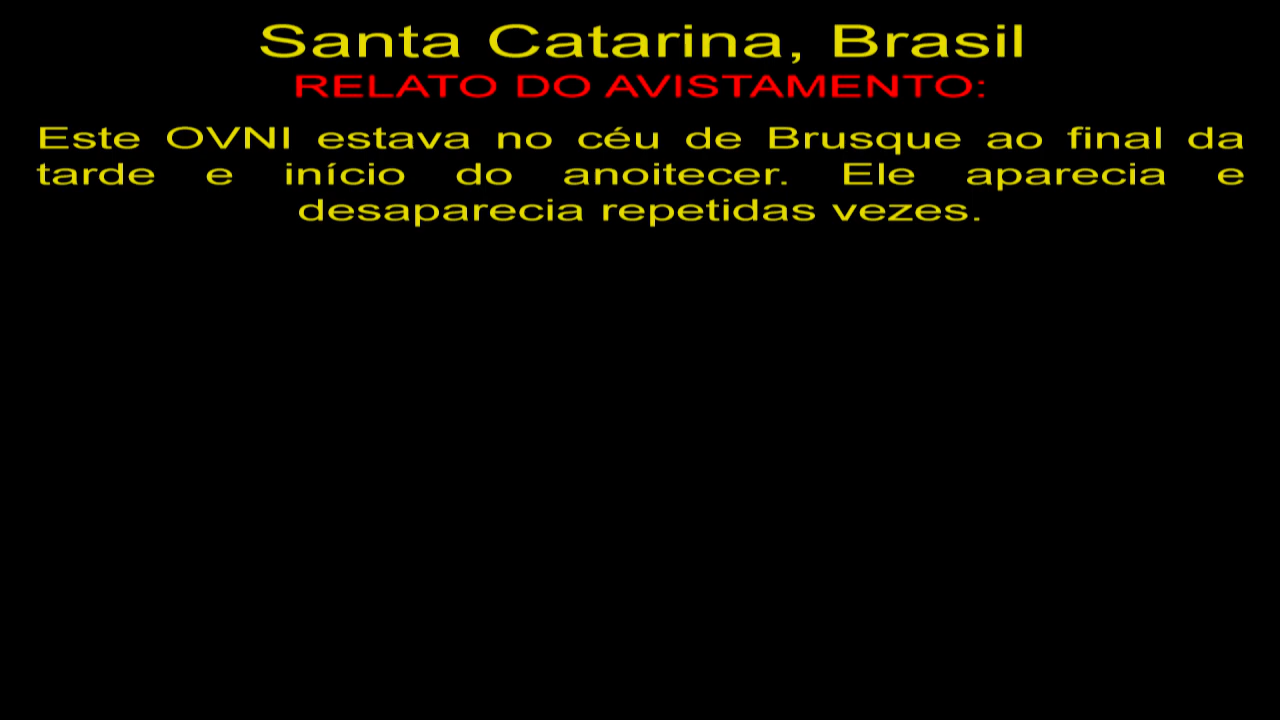 Santa Catarina, Brasil
RELATO DO AVISTAMENTO:
Este OVNI estava no céu de Brusque ao final da
tarde e início do anoitecer. Ele aparecia e
desaparecia repetidas vezes.